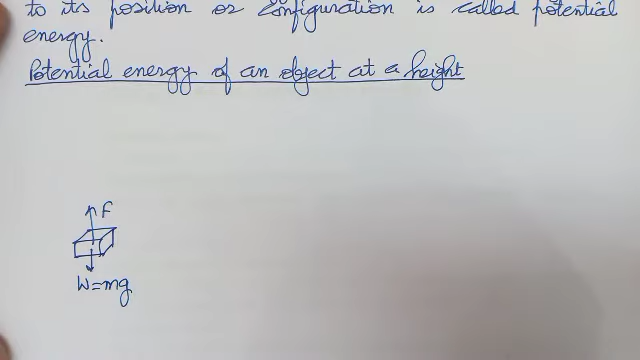 to its position or configuration is called potential
energy.
Potential energy of an object at a height
F
W=mg